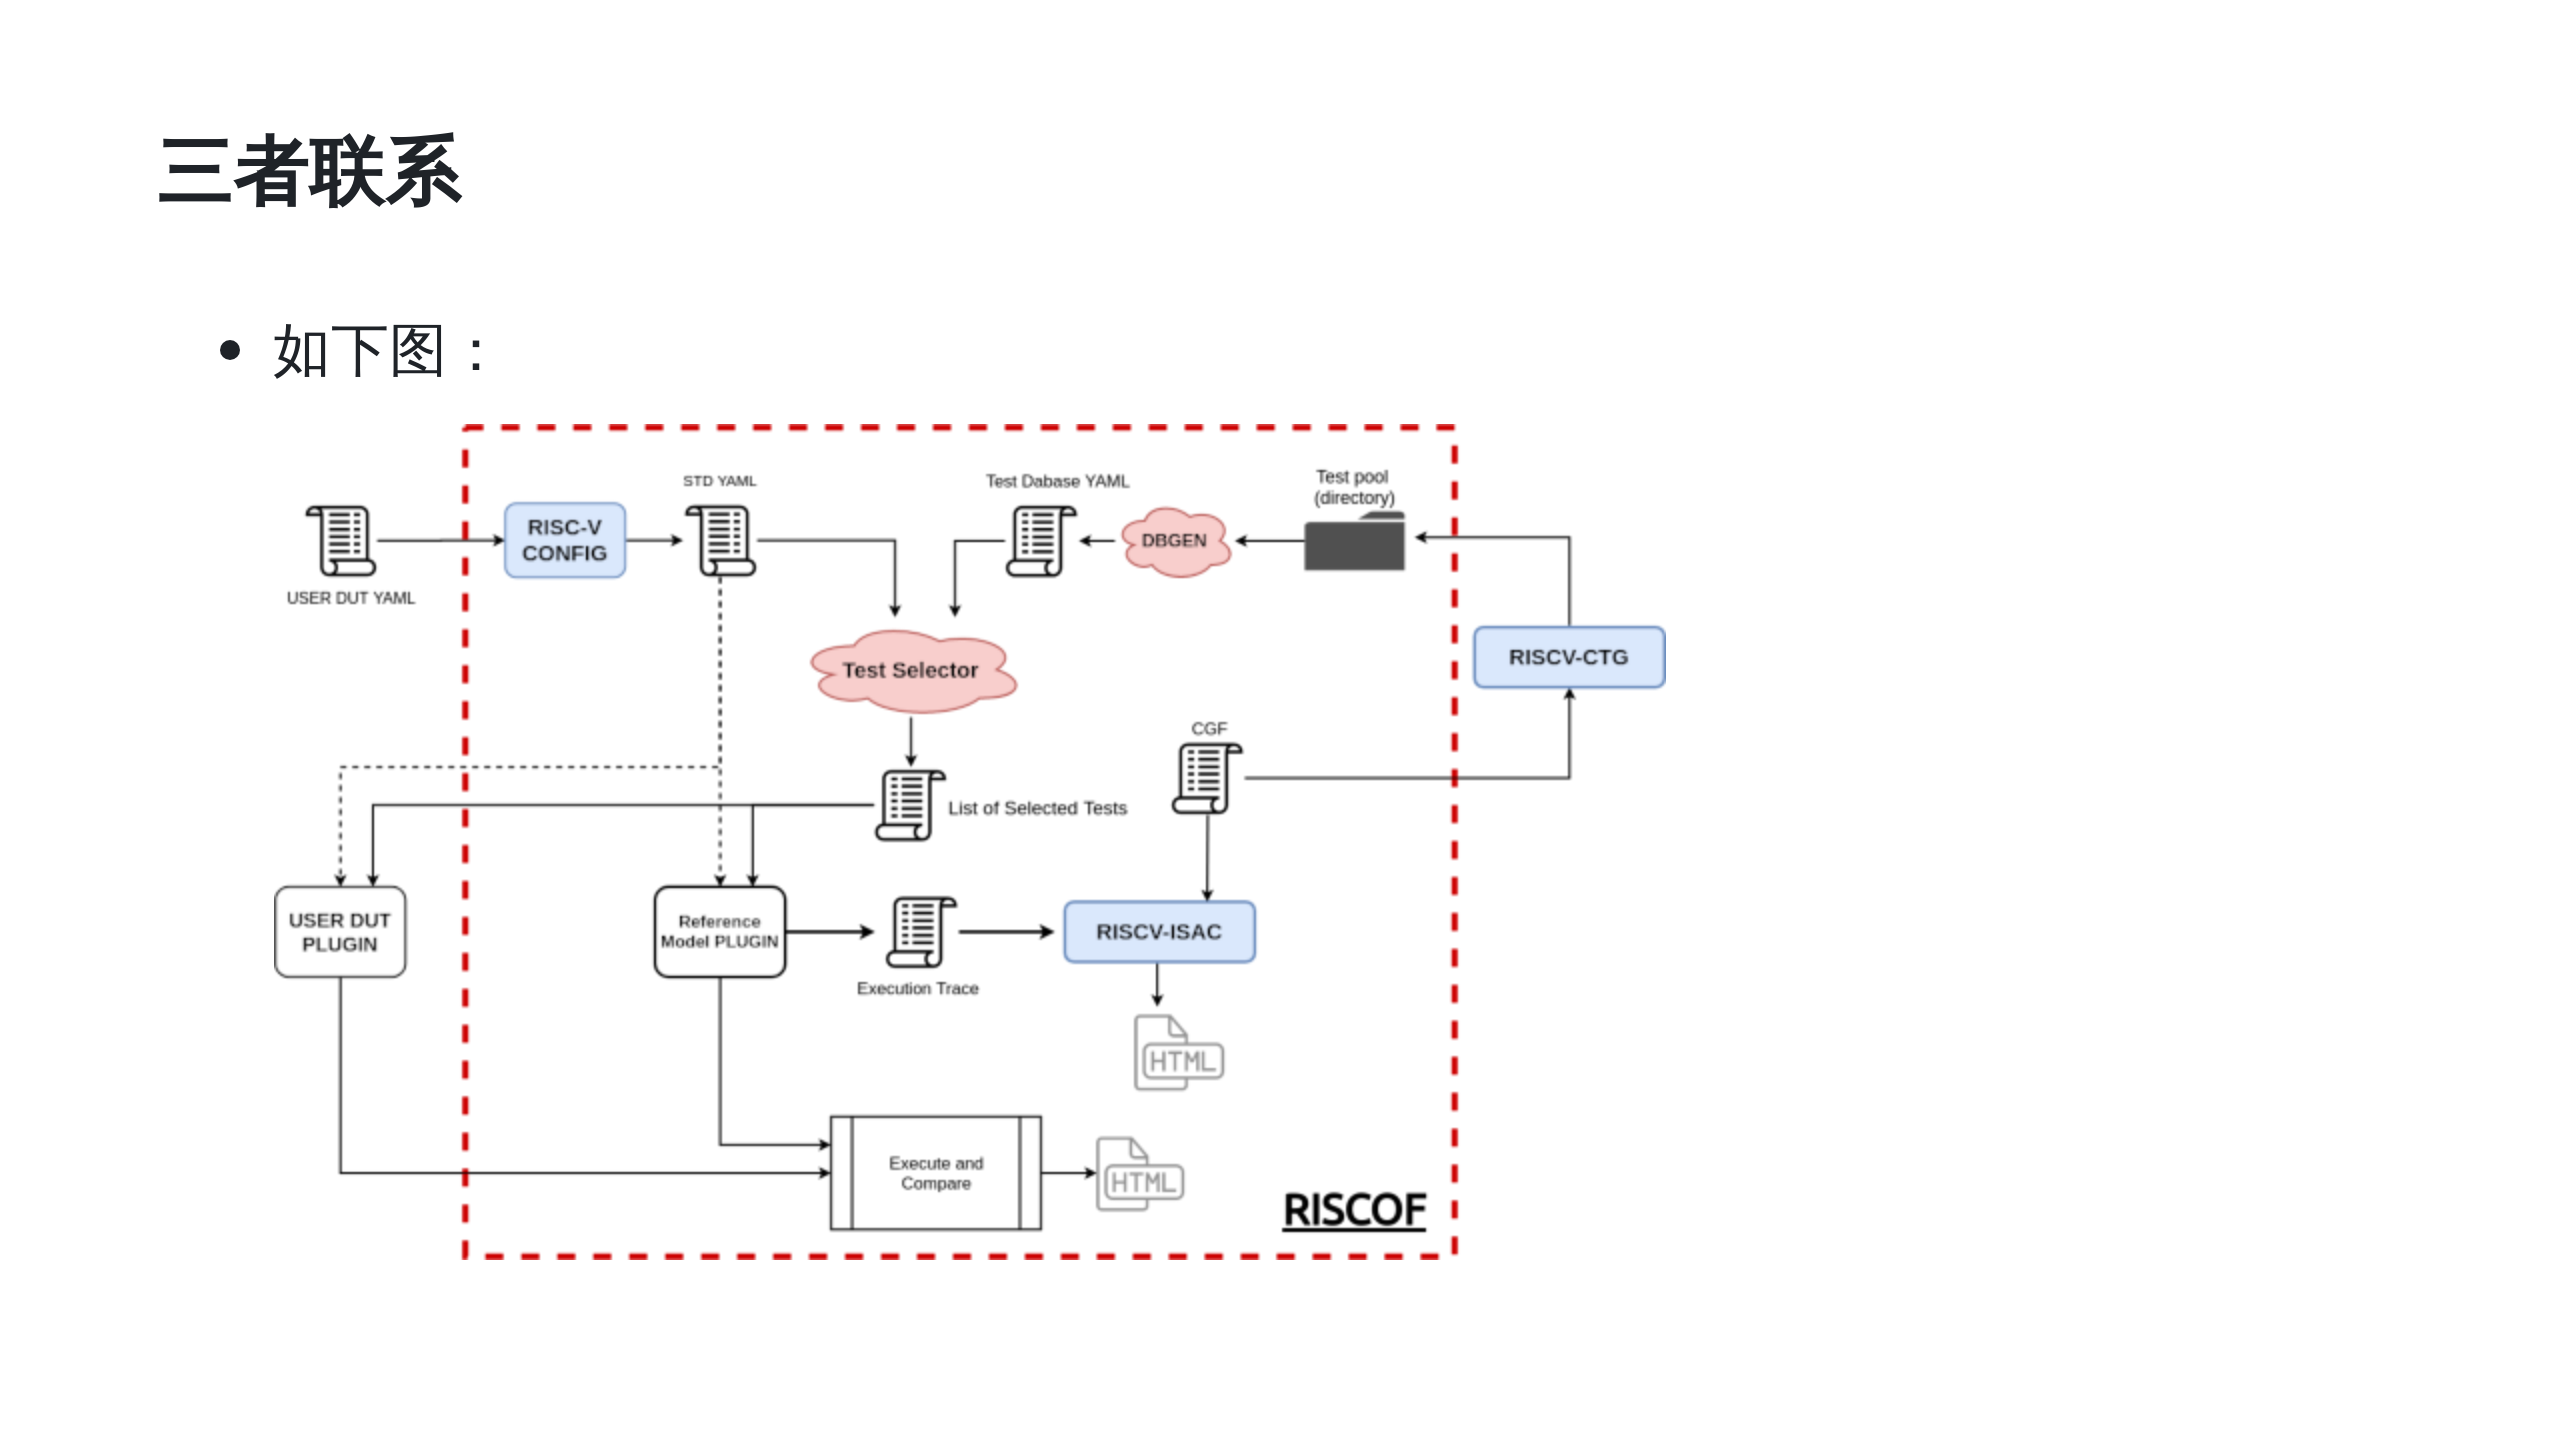 三者联系
如下图：
STD YAML
Test Dabase YAML
Test pool
(directory)
RISC-V
CONFIG
DBGEN
USER DUT YAML
RISCV-CTG
Test Selector
CGF
List of Selected Tests
USER DUT
PLUGIN
Reference
Model PLUGIN
RISCV-ISAC
Execution Trace
HTML
Execute and
Compare
HTML
RISCOF